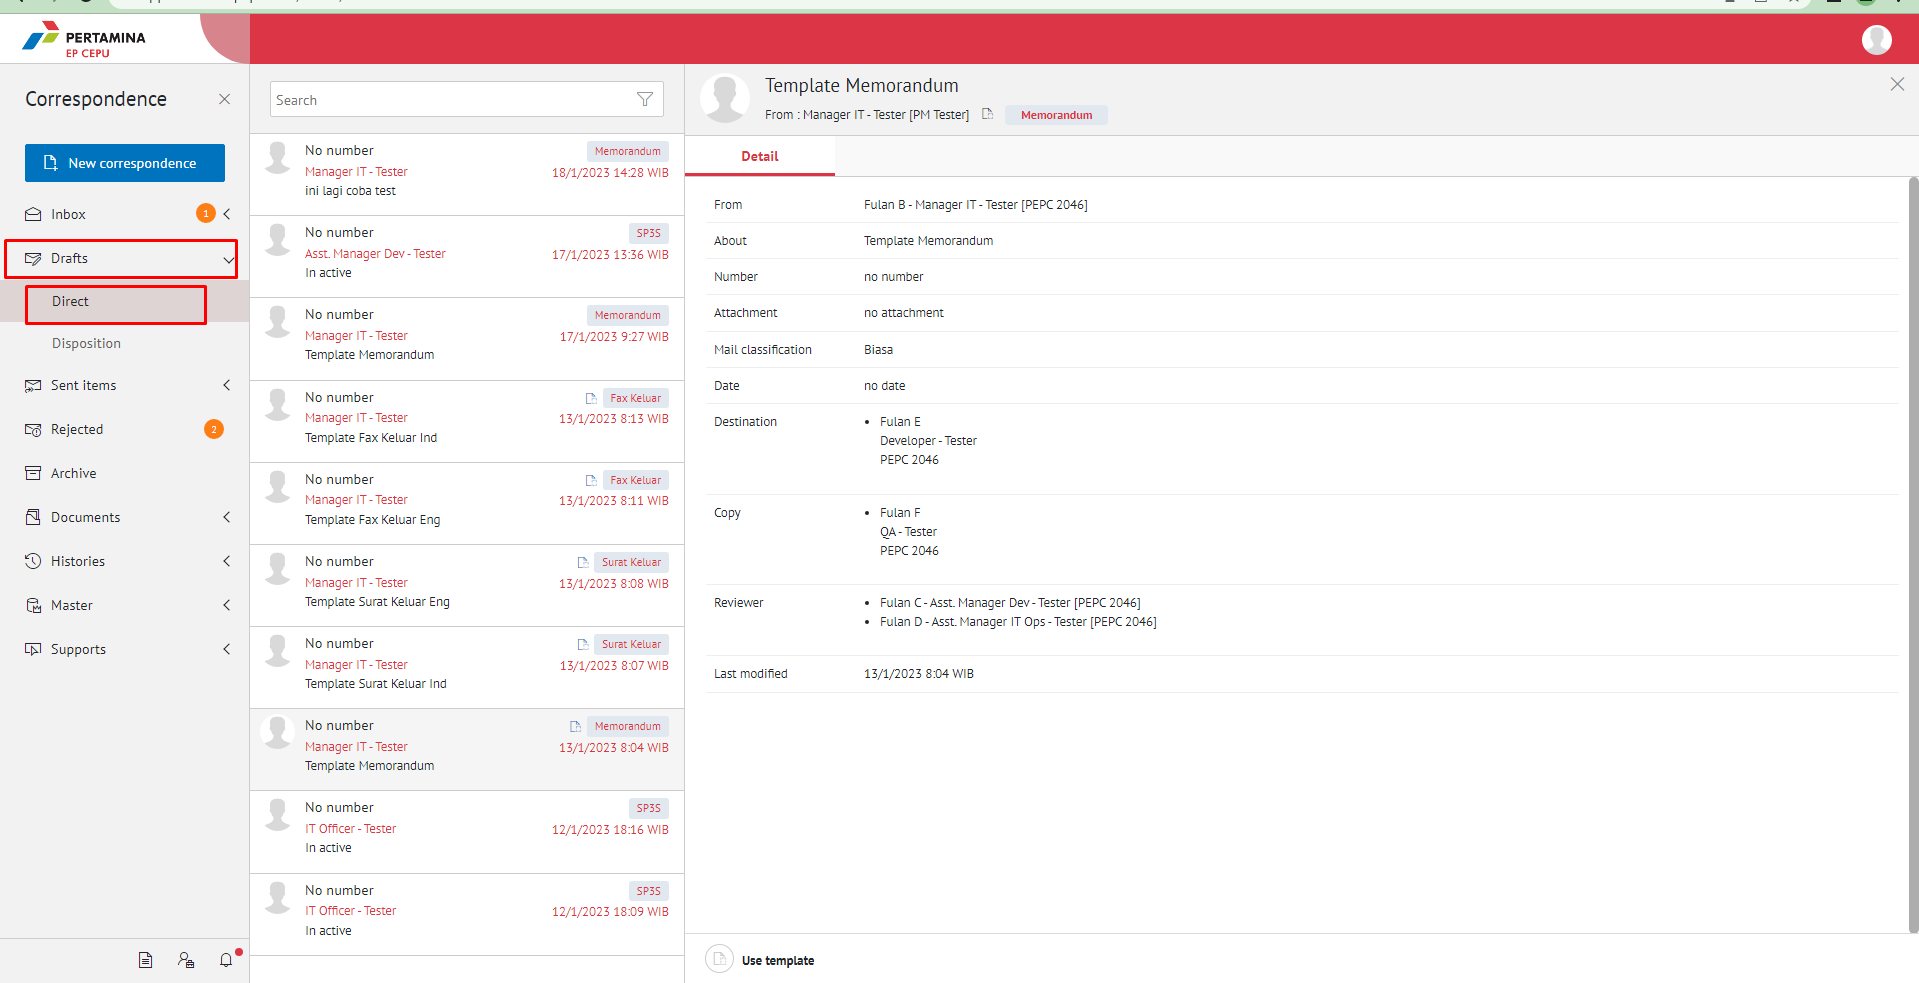 PERTAMINA
EP CEPU
Correspondence
New correspondence
Inbox
1
Drafts
Direct
Disposition
Sent items
Rejected
2
Archive
Documents
Histories
Master
Supports
Search
No number
Memorandum
Manager IT - Tester
18/1/2023 14:28 WIB
ini lagi coba test
No number
SP3S
Asst. Manager Dev - Tester
17/1/2023 13:36 WIB
In active
No number
Memorandum
Manager IT - Tester
17/1/2023 9:27 WIB
Template Memorandum
No number
Fax Keluar
Manager IT - Tester
13/1/2023 8:13 WIB
Template Fax Keluar Ind
No number
Fax Keluar
Manager IT - Tester
13/1/2023 8:11 WIB
Template Fax Keluar Eng
No number
Surat Keluar
Manager IT - Tester
13/1/2023 8:08 WIB
Template Surat Keluar Eng
No number
Surat Keluar
Manager IT - Tester
13/1/2023 8:07 WIB
Template Surat Keluar Ind
No number
Memorandum
Manager IT - Tester
13/1/2023 8:04 WIB
Template Memorandum
No number
SP3S
IT Officer - Tester
12/1/2023 18:16 WIB
In active
No number
SP3S
IT Officer - Tester
12/1/2023 18:09 WIB
In active
Template Memorandum
From : Manager IT - Tester [PM Tester]
Memorandum
Detail
From Fulan B - Manager IT - Tester [PEPC 2046]
About Template Memorandum
Number no number
Attachment no attachment
Mail classification Biasa
Date no date
Destination • Fulan E
Developer - Tester
PEPC 2046
Copy • Fulan F
QA - Tester
PEPC 2046
Reviewer • Fulan C - Asst. Manager Dev - Tester [PEPC 2046]
• Fulan D - Asst. Manager IT Ops - Tester [PEPC 2046]
Last modified 13/1/2023 8:04 WIB
Use template